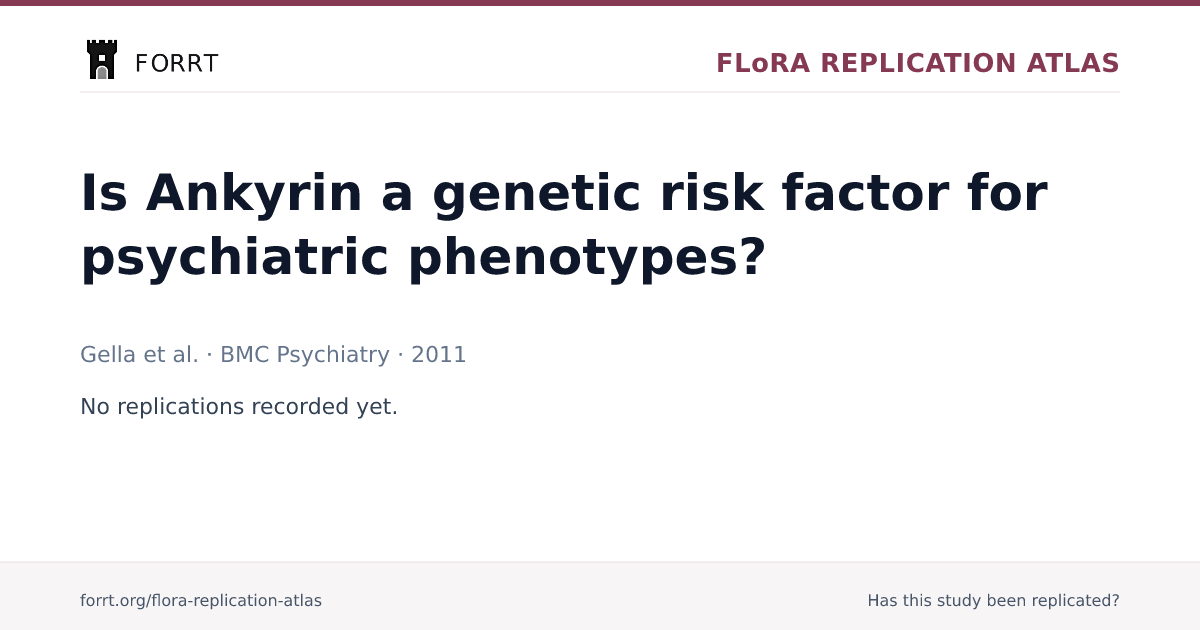 FORRT
FLoRA REPLICATION ATLAS
Is Ankyrin a genetic risk factor for
psychiatric phenotypes?
Gella et al. · BMC Psychiatry · 2011
No replications recorded yet.
forrt.org/flora-replication-atlas
Has this study been replicated?